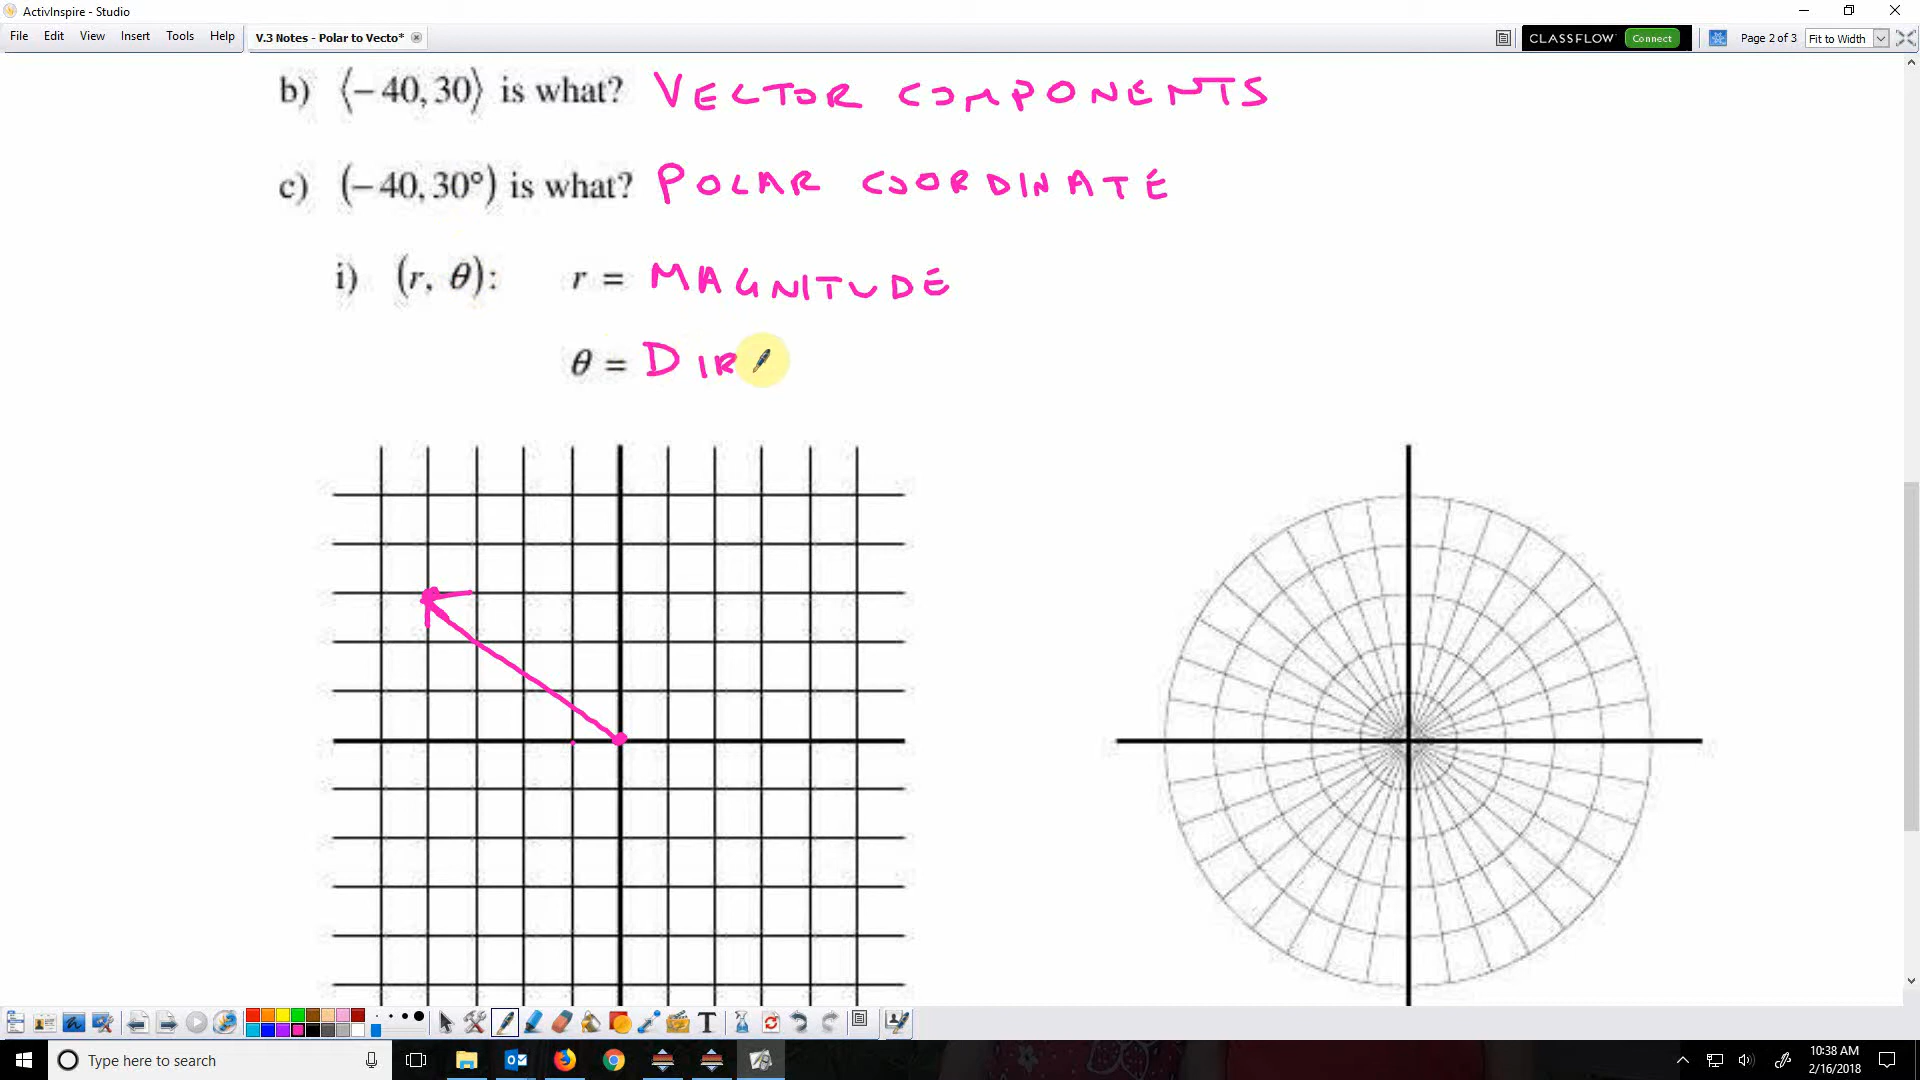 ActivInspire - Studio
File Edit View Insert Tools Help V.3 Notes - Polar to Vecto* CLASSFLOW Connect Page 2 of 3 Fit to Width
b) ⟨−40, 30⟩ is what? VECTOR COMPONENTS
c) (−40, 30°) is what? POLAR COORDINATE
i) (r, θ): r = MAGNITUDE
θ = DIR
T
Type here to search
10:38 AM
2/16/2018